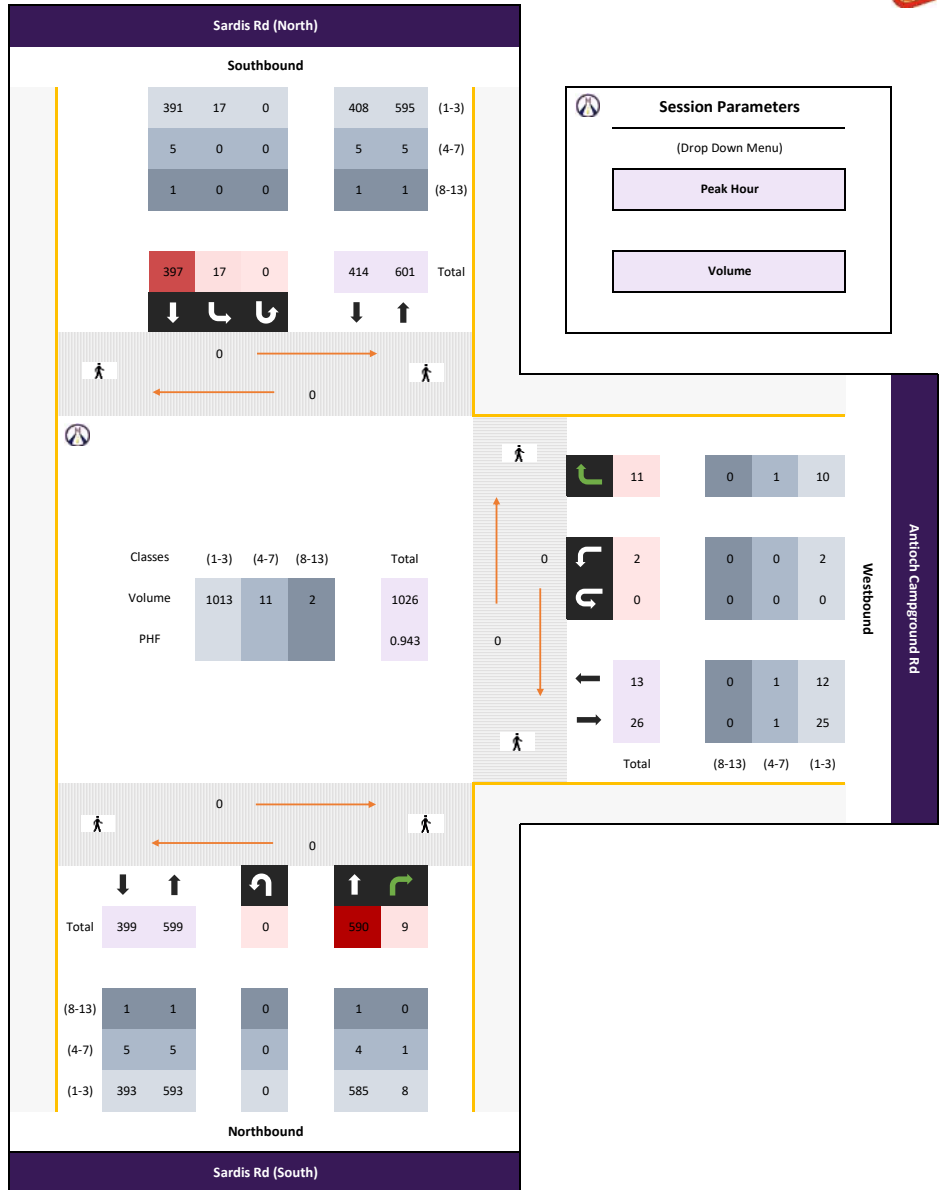 Sardis Rd (North)
Southbound
391 17 0 408 595 (1-3)
5 0 0 5 5 (4-7)
1 0 0 1 1 (8-13)
397 17 0 414 601 Total
Session Parameters
(Drop Down Menu)
Peak Hour
Volume
0
0
11 0 1 10
0 2 0 0 2
0 0 0 0
0
13 0 1 12
26 0 1 25
Total (8-13) (4-7) (1-3)
Westbound
Antioch Campground Rd
Classes (1-3) (4-7) (8-13) Total
Volume 1013 11 2 1026
PHF 0.943
0
0
Total 399 599 0 590 9
(8-13) 1 1 0 1 0
(4-7) 5 5 0 4 1
(1-3) 393 593 0 585 8
Northbound
Sardis Rd (South)